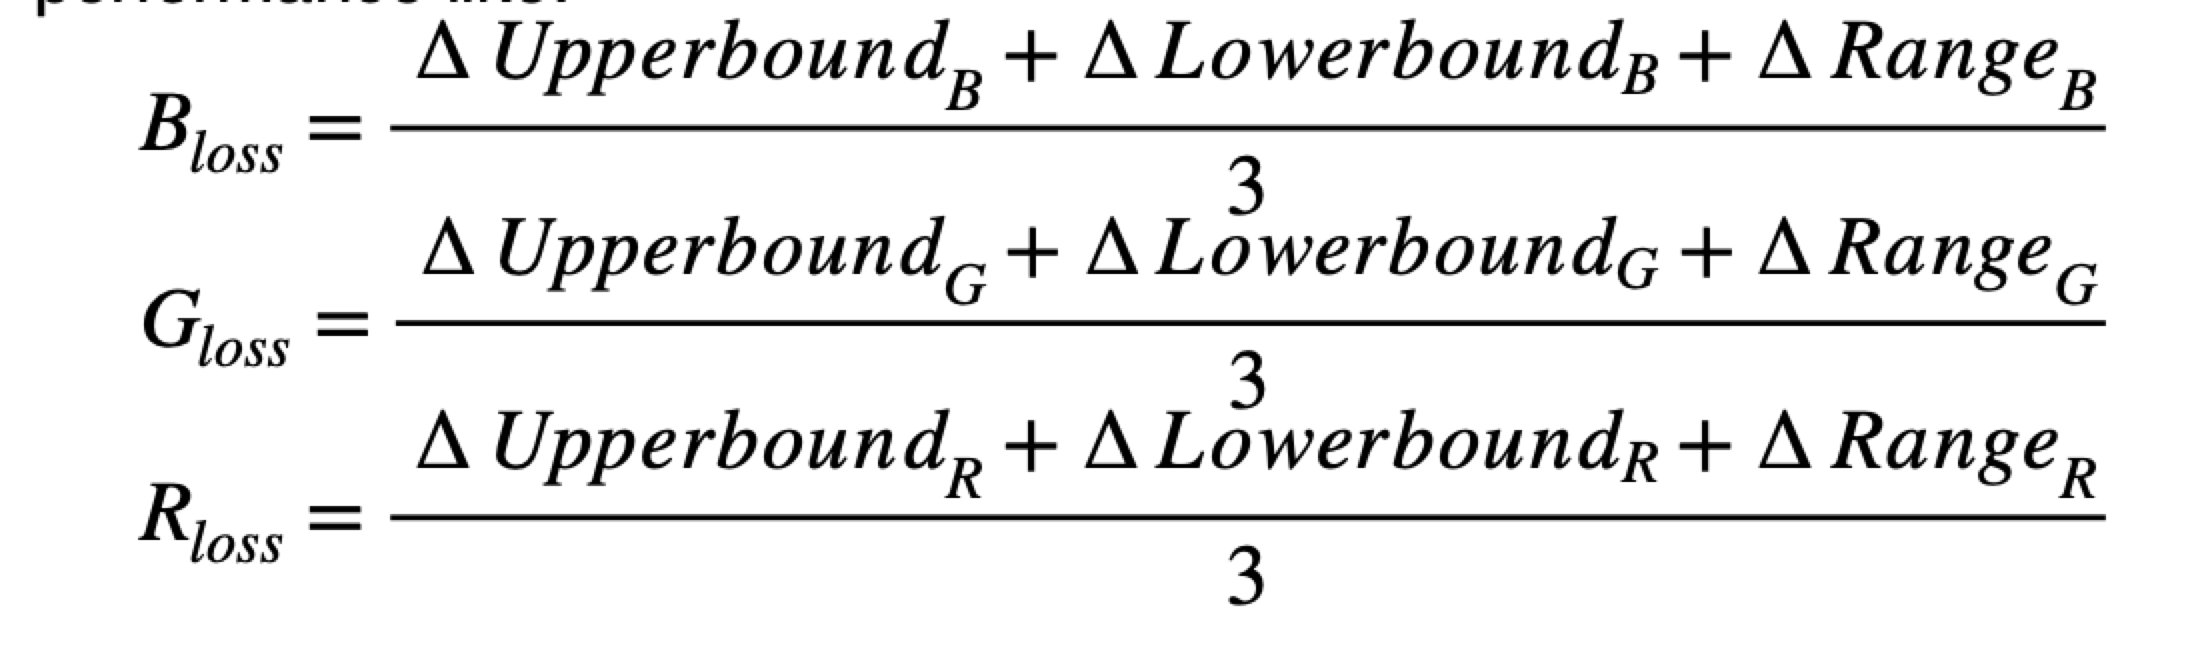 B_loss = (Δ Upperbound_B + Δ Lowerbound_B + Δ Range_B) / 3
G_loss = (Δ Upperbound_G + Δ Lowerbound_G + Δ Range_G) / 3
R_loss = (Δ Upperbound_R + Δ Lowerbound_R + Δ Range_R) / 3